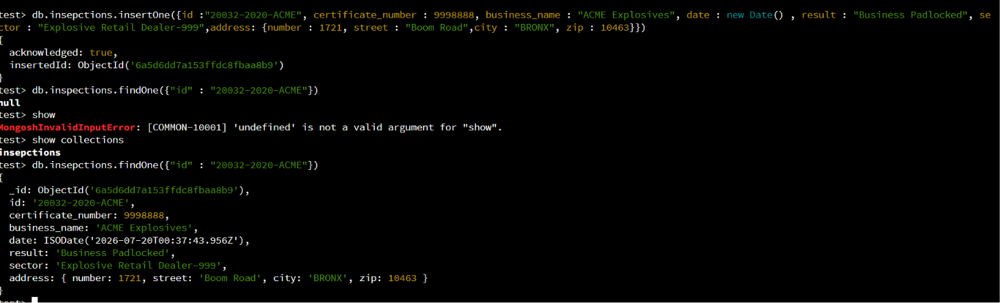 test> db.insepctions.insertOne({id :"20032-2020-ACME", certificate_number : 9998888, business_name : "ACME Explosives", date : new Date() , result : "Business Padlocked", se
ctor : "Explosive Retail Dealer-999",address: {number : 1721, street : "Boom Road",city : "BRONX", zip : 10463}})
{
  acknowledged: true,
  insertedId: ObjectId('6a5d6dd7a153ffdc8fbaa8b9')
}
test> db.inspections.findOne({"id" : "20032-2020-ACME"})
null
test> show
MongoshInvalidInputError: [COMMON-10001] 'undefined' is not a valid argument for "show".
test> show collections
insepctions
test> db.insepctions.findOne({"id" : "20032-2020-ACME"})
{
  _id: ObjectId('6a5d6dd7a153ffdc8fbaa8b9'),
  id: '20032-2020-ACME',
  certificate_number: 9998888,
  business_name: 'ACME Explosives',
  date: ISODate('2026-07-20T00:37:43.956Z'),
  result: 'Business Padlocked',
  sector: 'Explosive Retail Dealer-999',
  address: { number: 1721, street: 'Boom Road', city: 'BRONX', zip: 10463 }
}
test>